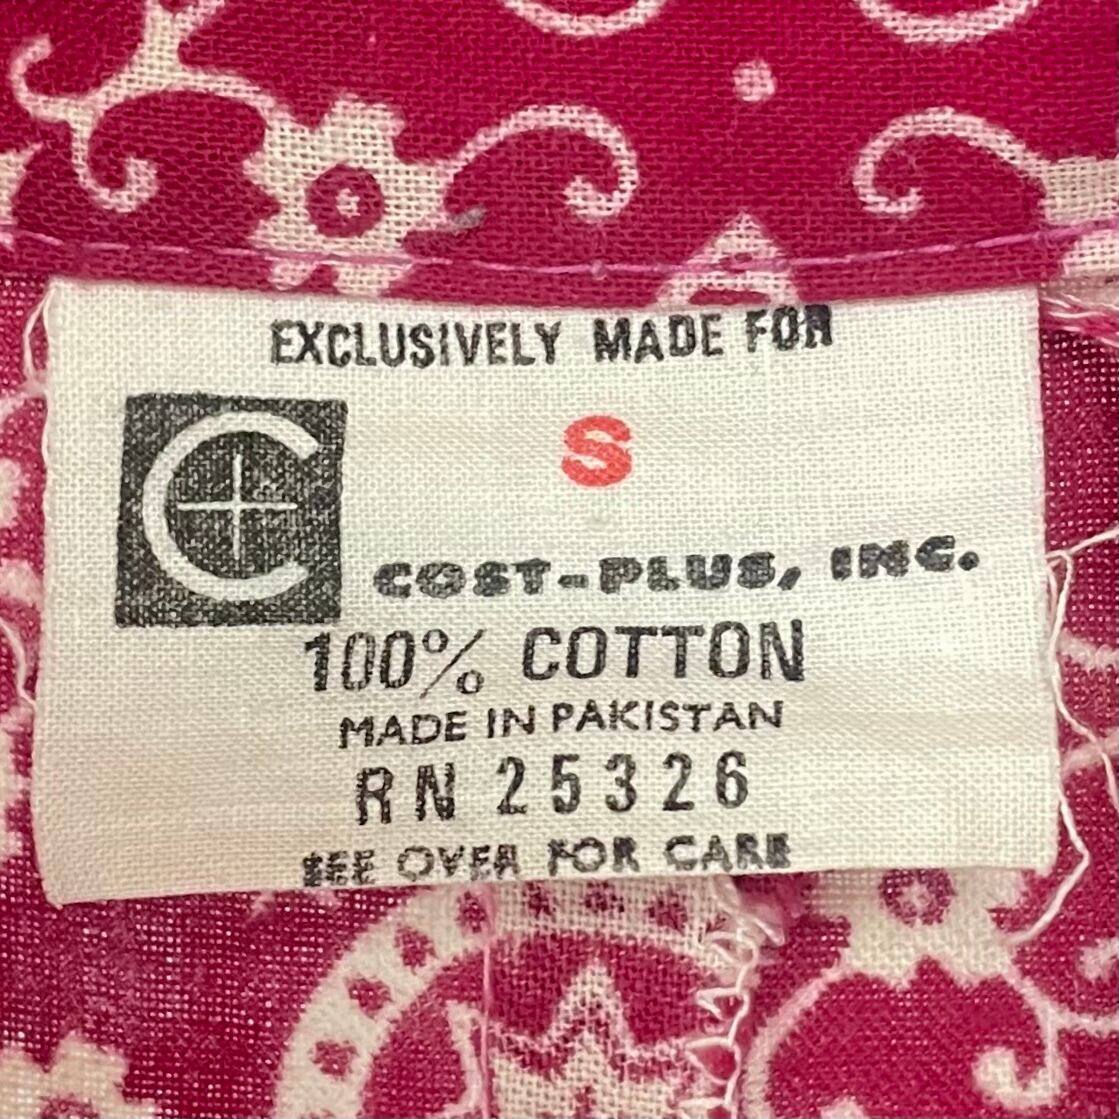 EXCLUSIVELY MADE FOR
S
C+
COST-PLUS, INC.
100% COTTON
MADE IN PAKISTAN
RN 25326
SEE OVER FOR CARE